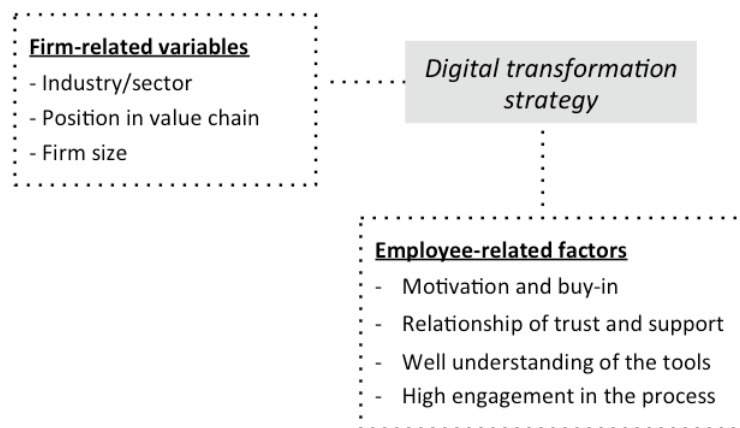 Firm-related variables
- Industry/sector
- Position in value chain
- Firm size
Digital transformation
strategy
Employee-related factors
- Motivation and buy-in
- Relationship of trust and support
- Well understanding of the tools
- High engagement in the process